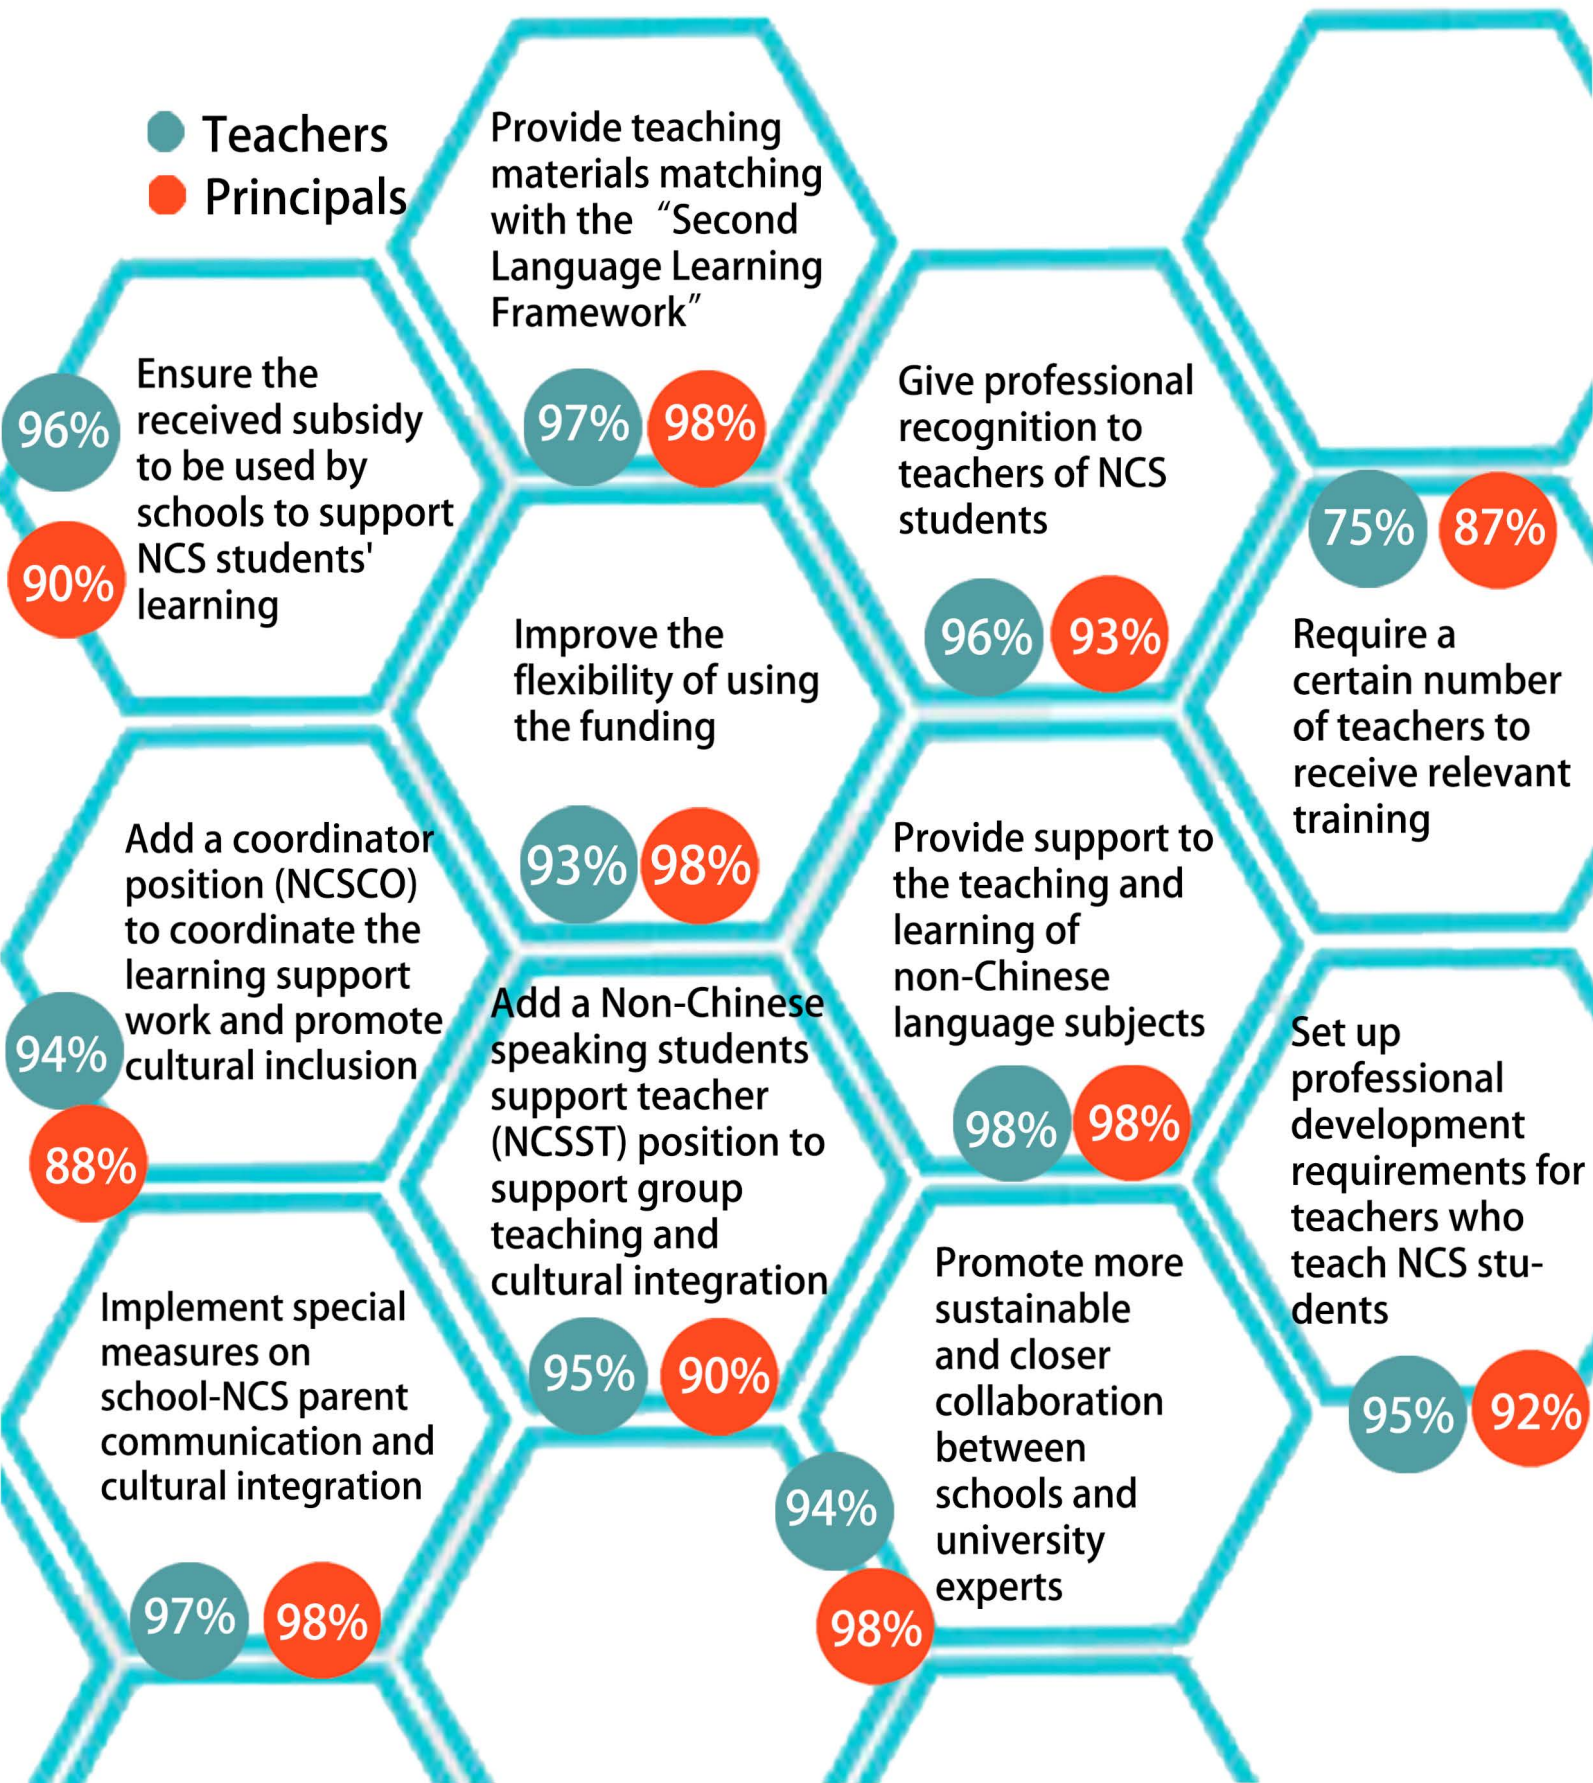 Teachers
Principals
Provide teaching
materials matching
with the “Second
Language Learning
Framework”
97% 98%
Ensure the
received subsidy
to be used by
schools to support
NCS students'
learning
96%
90%
Give professional
recognition to
teachers of NCS
students
96% 93%
75% 87%
Require a
certain number
of teachers to
receive relevant
training
Improve the
flexibility of using
the funding
93% 98%
Add a coordinator
position (NCSCO)
to coordinate the
learning support
work and promote
cultural inclusion
94%
88%
Provide support to
the teaching and
learning of
non-Chinese
language subjects
98% 98%
Add a Non-Chinese
speaking students
support teacher
(NCSST) position to
support group
teaching and
cultural integration
95% 90%
Set up
professional
development
requirements for
teachers who
teach NCS stu-
dents
95% 92%
Implement special
measures on
school-NCS parent
communication and
cultural integration
97% 98%
Promote more
sustainable
and closer
collaboration
between
schools and
university
experts
94%
98%